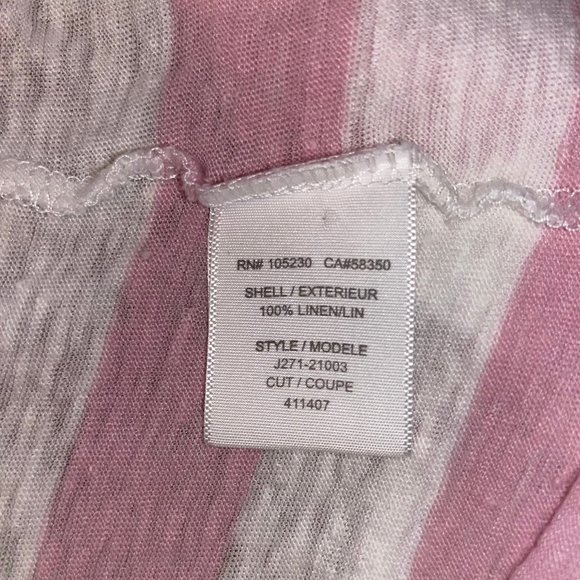 RN# 105230 CA#58350
SHELL / EXTERIEUR
100% LINEN/LIN
STYLE / MODELE
J271-21003
CUT / COUPE
411407